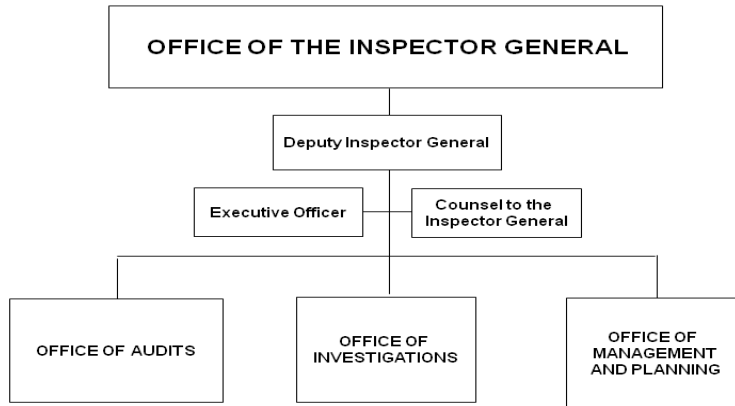 OFFICE OF THE INSPECTOR GENERAL
Deputy Inspector General
Executive Officer
Counsel to the
Inspector General
OFFICE OF AUDITS
OFFICE OF
INVESTIGATIONS
OFFICE OF
MANAGEMENT
AND PLANNING